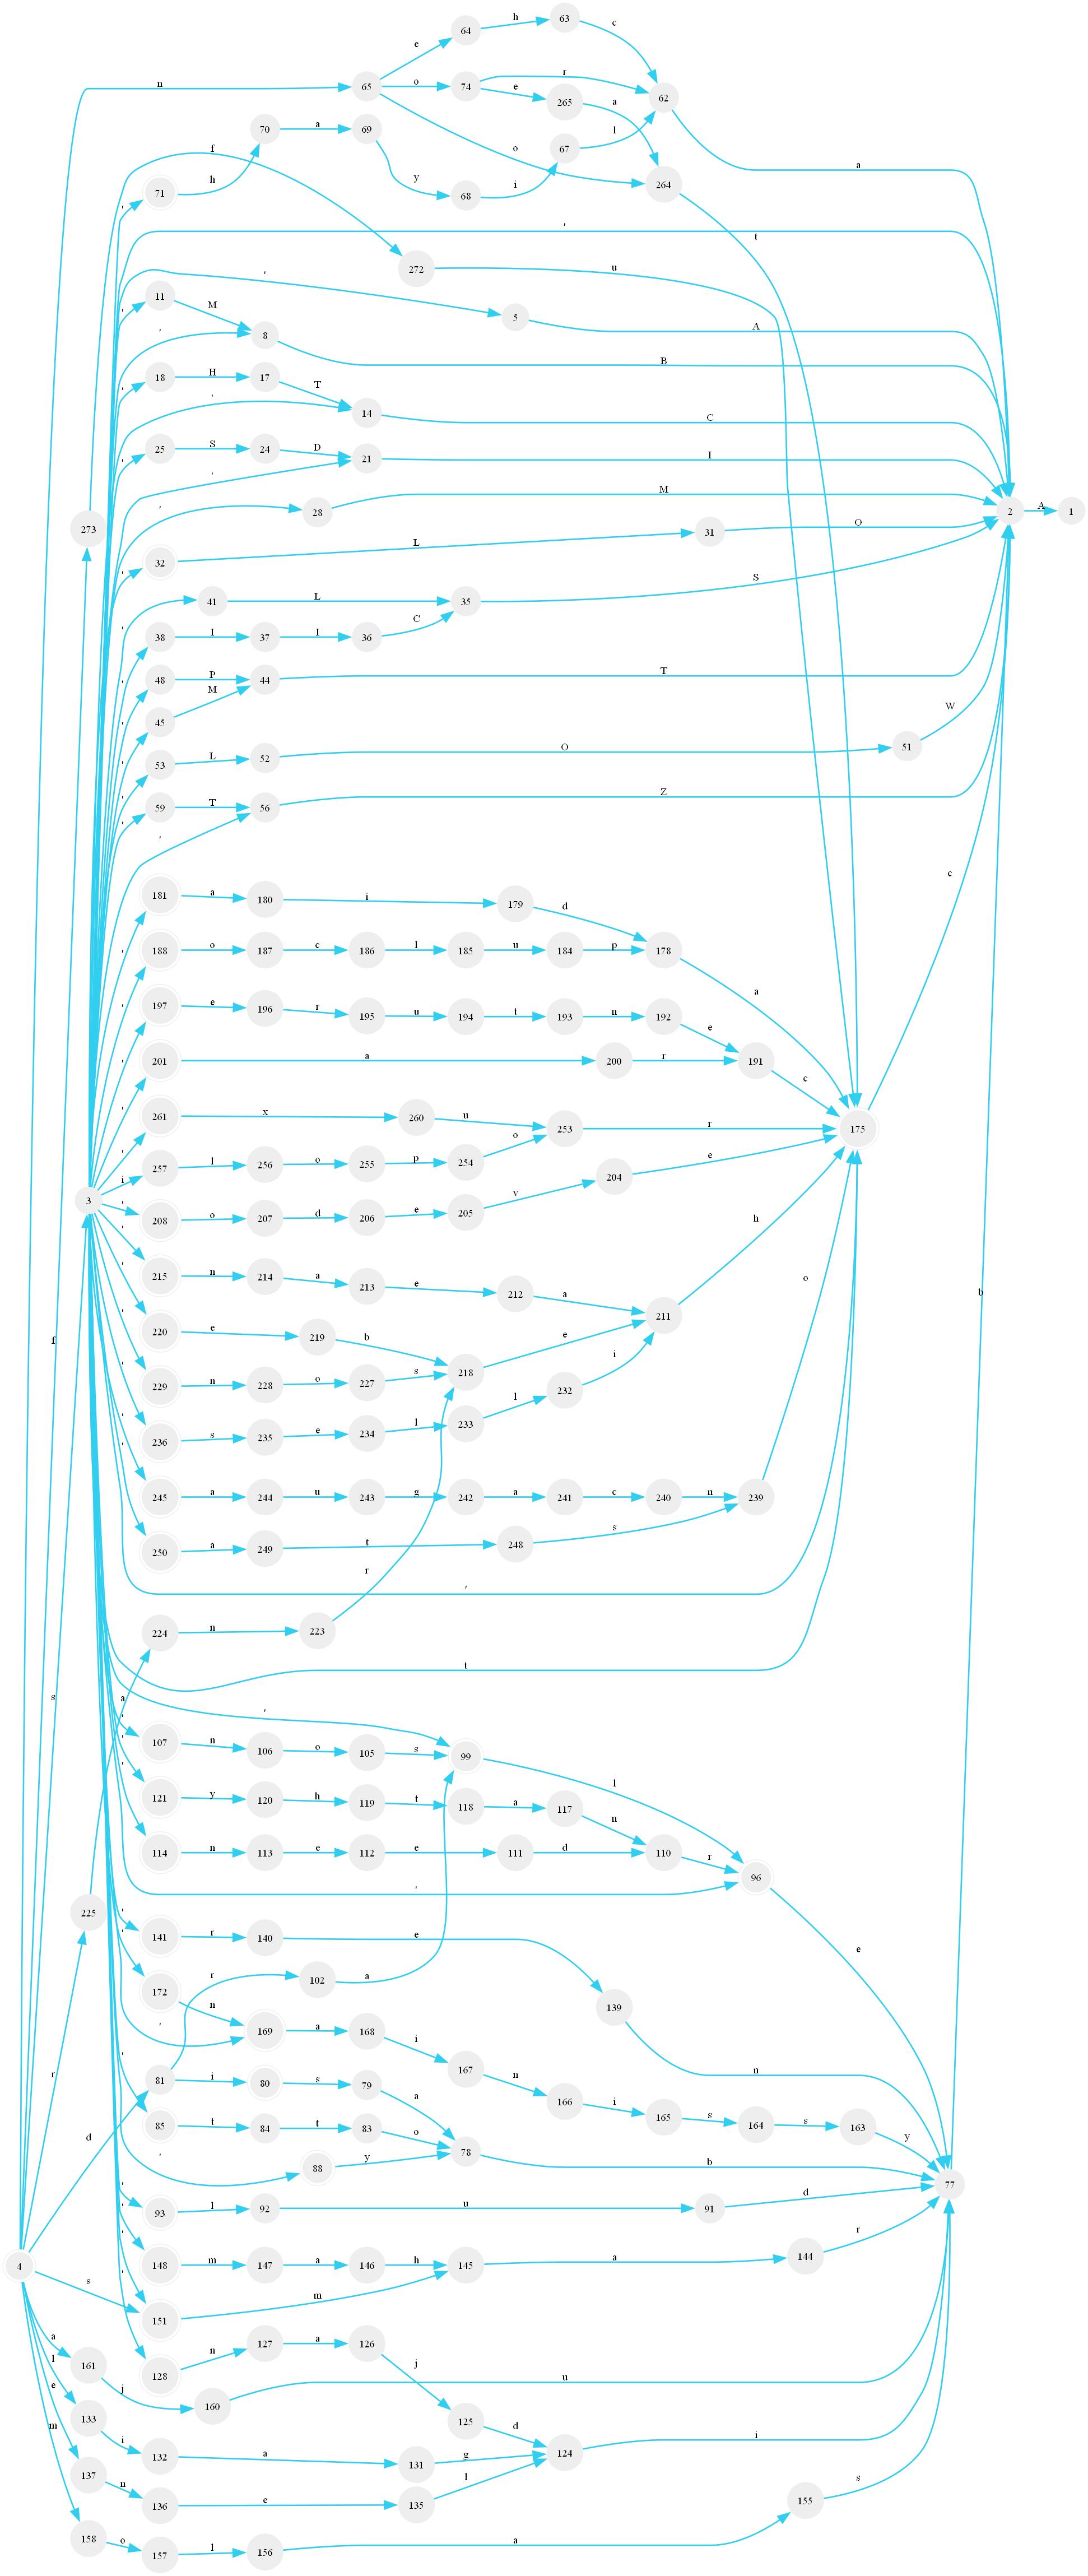 h 63
64 c
e
n 65 o 74 r 62
e 265 a
70 a 69 l
f o 67
y i 264 a
71 h 68
' t
272 u
'
11 M 5 A
8 B
18 H 17 T
14 C
25 S 24 D 21 I
28 M
273 31 O 2 A 1
32 L
41 L 35 S
38 I 37 I 36 C
48 P 44 T
45 M
53 L 52 O 51 W
59 T 56 Z
181 a 180 i 179 d
188 o 187 c 186 l 185 u 184 p 178 a c
197 e 196 r 195 u 194 t 193 n 192 e
201 a 200 r 191 c
261 x 260 u 253 r 175
257 l 256 o 255 p 254 o
i 204 e
3 208 o 207 d 206 e 205 v
215 n 214 a 213 e 212 a 211 h
220 e 219 b 218 e
229 n 228 o 227 s
236 s 235 e 234 l 233 l 232 i
245 a 244 u 243 g 242 a 241 c 240 n 239 o
250 a 249 t 248 s
f r b
224 n 223
t
s a
107 n 106 o 105 s 99 l
121 y 120 h 119 t 118 a 117 n
114 n 113 e 112 e 111 d 110 r 96 e
225
141 r 140 e
172 n r 102 a 139 n
169 a 168 i
81 i 80 s 79 a 167 n 166 i 165 s 164 s 163 y
r 85 t 84 t 83 o
d 88 y 78 b 77
93 l 92 u 91 d
4 148 m 147 a 146 h 145 a 144 r
s 151 m
a 161 128 n 127 a 126 j
l j 160 u
e 133 i 132 a 125 d
m 131 g 124 i
137 n 136 e 135 l
155 s
158 o 157 l 156 a